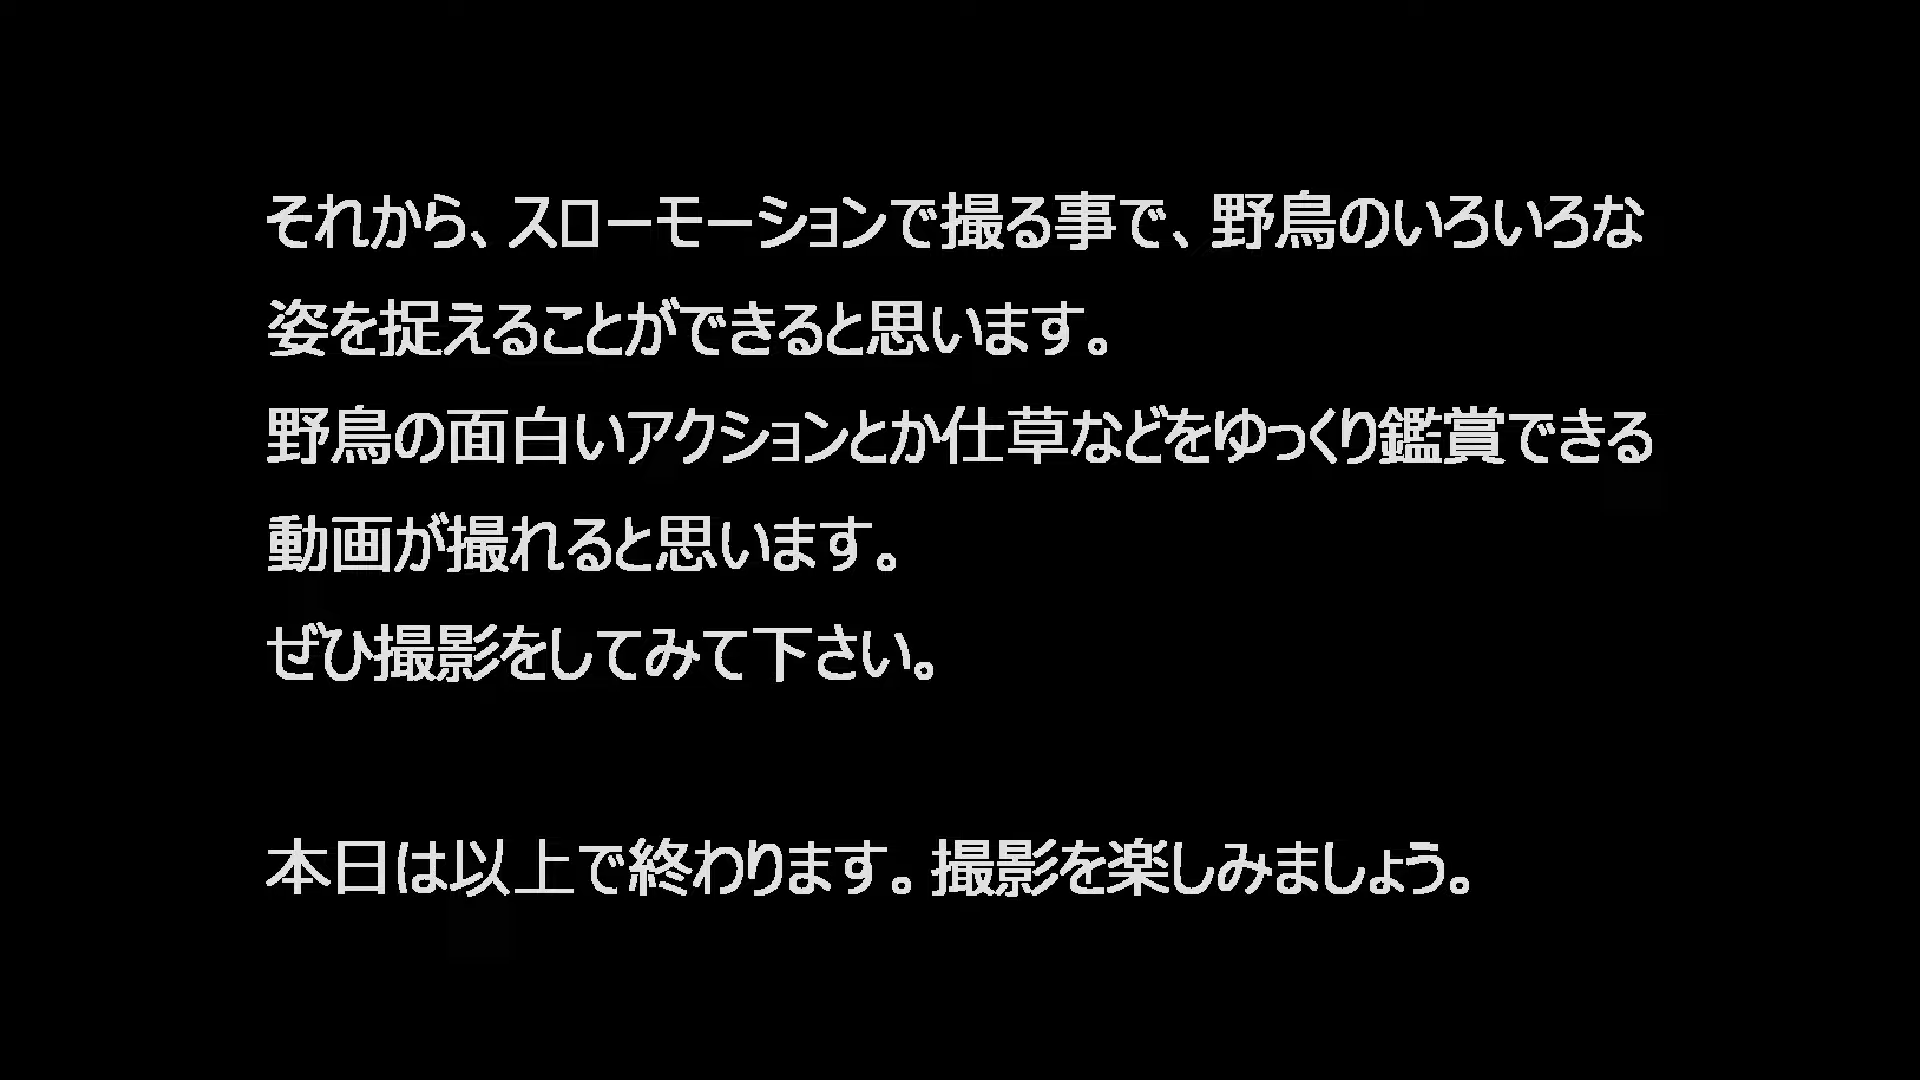 それから、スローモーションで撮る事で、野鳥のいろいろな
姿を捉えることができると思います。
野鳥の面白いアクションとか仕草などをゆっくり鑑賞できる
動画が撮れると思います。
ぜひ撮影をしてみて下さい。
本日は以上で終わります。撮影を楽しみましょう。